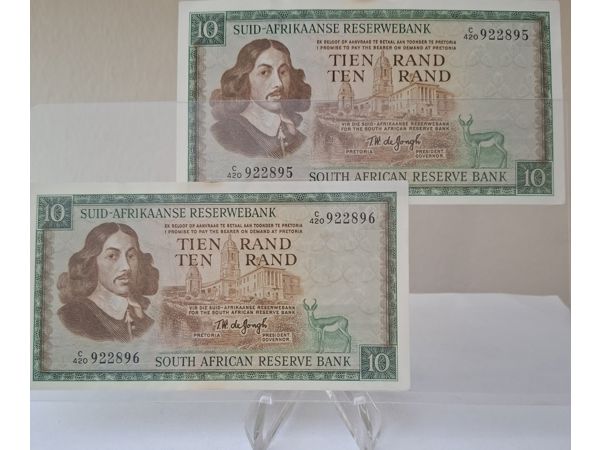 10 SUID-AFRIKAANSE RESERWEBANK C/420 922895
EK BELOOF OP AANVRAAG TE BETAAL AAN TOONDER TE PRETORIA
I PROMISE TO PAY THE BEARER ON DEMAND AT PRETORIA
TIEN RAND
TEN RAND
VIR DIE SUID-AFRIKAANSE RESERWEBANK
FOR THE SOUTH AFRICAN RESERVE BANK
T.W. de Jongh
PRETORIA PRESIDENT
GOVERNOR.
C/420 922895
SOUTH AFRICAN RESERVE BANK 10
10 SUID-AFRIKAANSE RESERWEBANK C/420 922896
EK BELOOF OP AANVRAAG TE BETAAL AAN TOONDER TE PRETORIA
I PROMISE TO PAY THE BEARER ON DEMAND AT PRETORIA
TIEN RAND
TEN RAND
VIR DIE SUID-AFRIKAANSE RESERWEBANK
FOR THE SOUTH AFRICAN RESERVE BANK
T.W. de Jongh
PRETORIA PRESIDENT
GOVERNOR.
C/420 922896
SOUTH AFRICAN RESERVE BANK 10